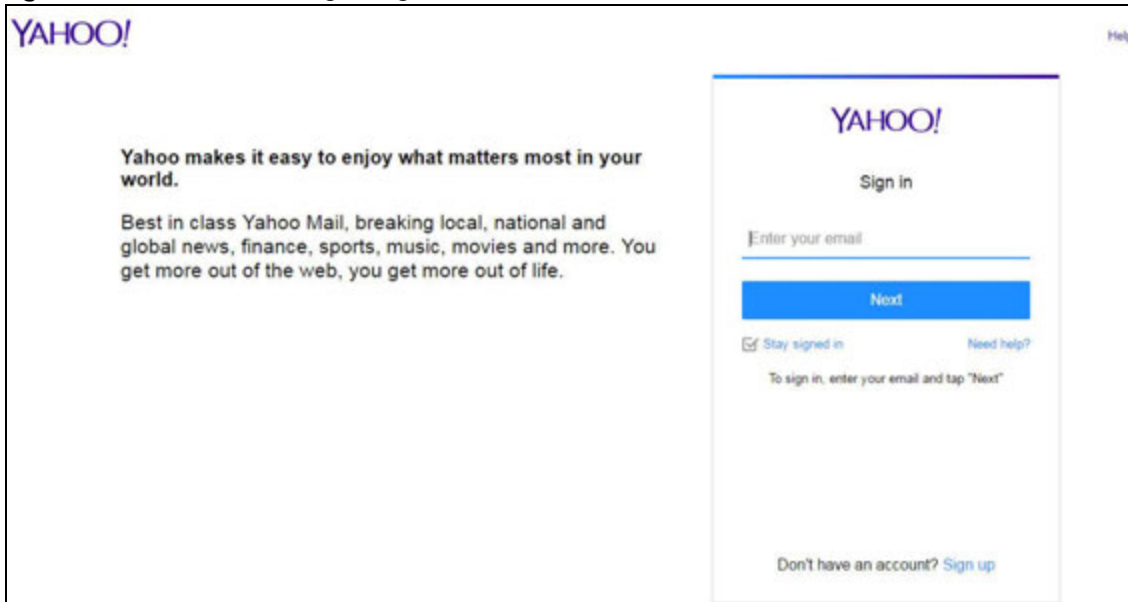 YAHOO!
Help
Yahoo makes it easy to enjoy what matters most in your
world.
Best in class Yahoo Mail, breaking local, national and
global news, finance, sports, music, movies and more. You
get more out of the web, you get more out of life.
YAHOO!
Sign in
Enter your email
Next
Stay signed in
Need help?
To sign in, enter your email and tap "Next"
Don't have an account? Sign up